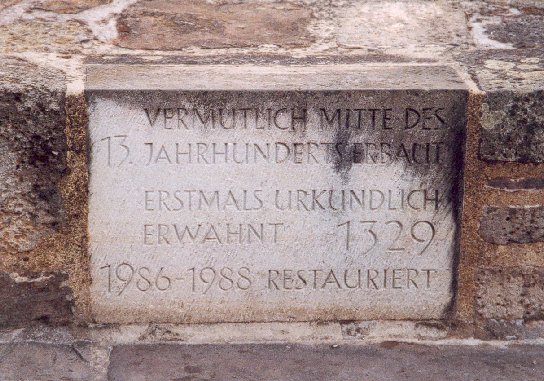 VERMUTLICH MITTE DES
13. JAHRHUNDERTS ERBAUT
ERSTMALS URKUNDLICH
ERWÄHNT 1329
1986-1988 RESTAURIERT